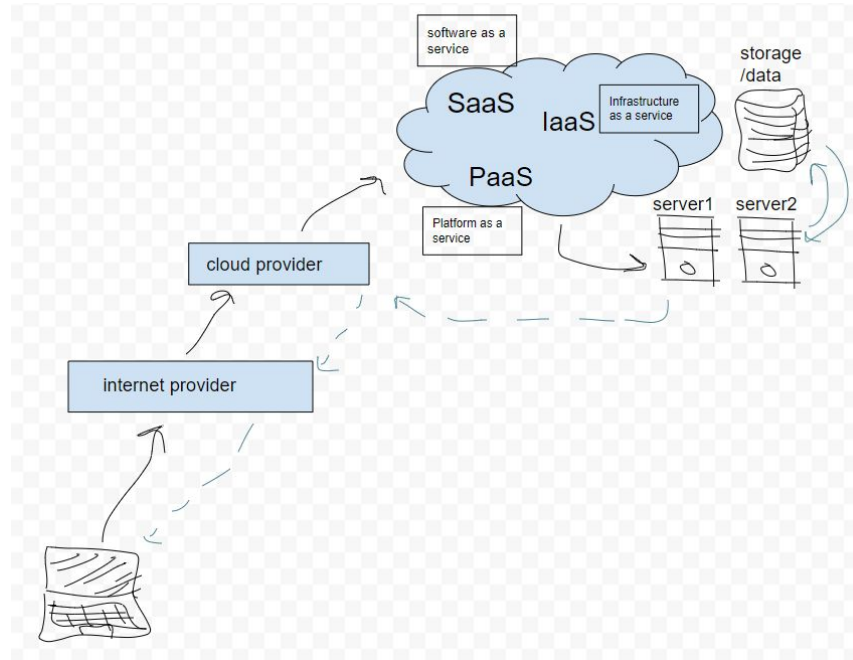 software as a
service
storage
/data
SaaS
IaaS
Infrastructure
as a service
PaaS
server1
server2
Platform as a
service
cloud provider
internet provider